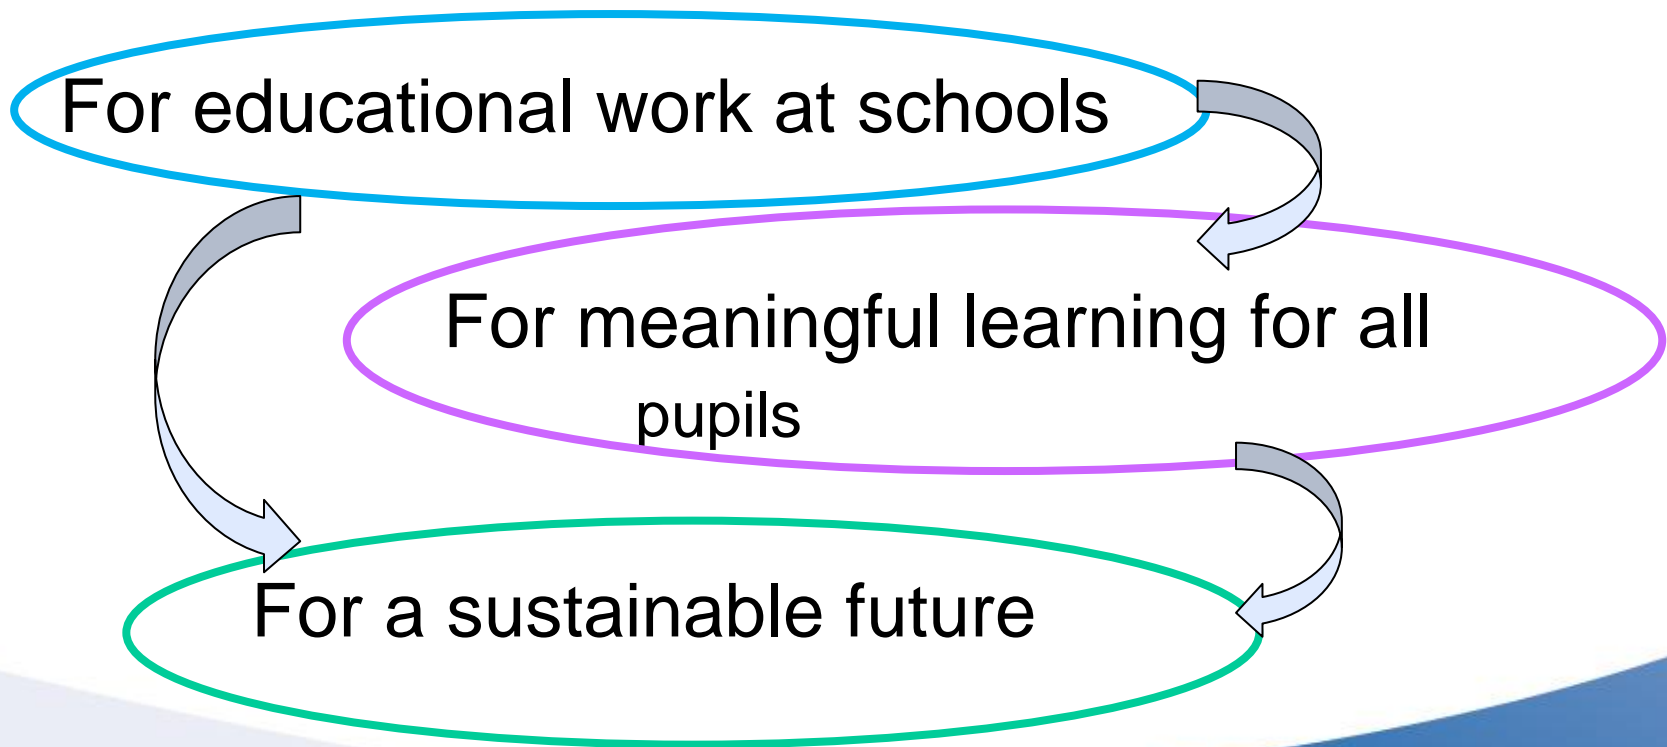 For educational work at schools
For meaningful learning for all
pupils
For a sustainable future